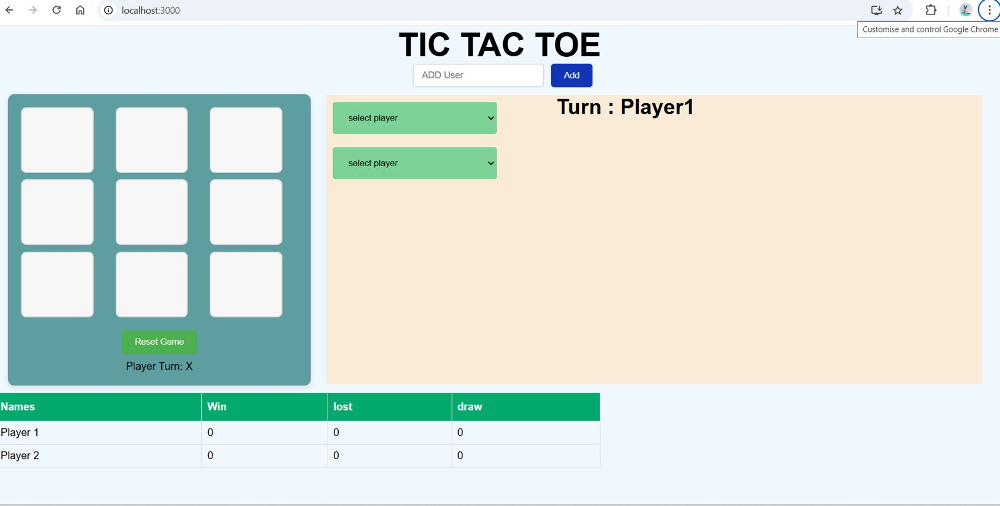 localhost:3000
Customise and control Google Chrome
TIC TAC TOE
ADD User Add
select player
Turn : Player1
select player
Reset Game
Player Turn: X
Names Win lost draw
Player 1 0 0 0
Player 2 0 0 0